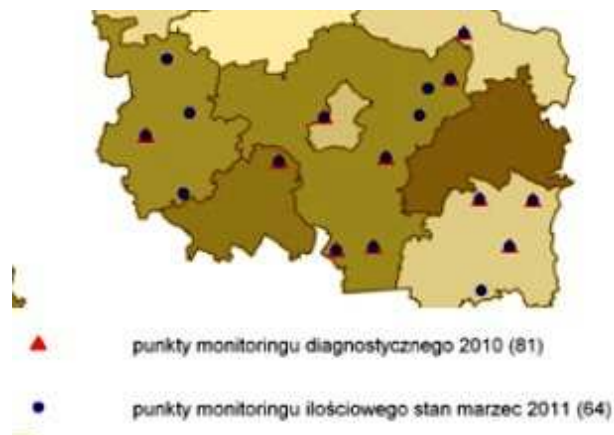 punkty monitoringu diagnostycznego 2010 (81)
punkty monitoringu ilościowego stan marzec 2011 (64)